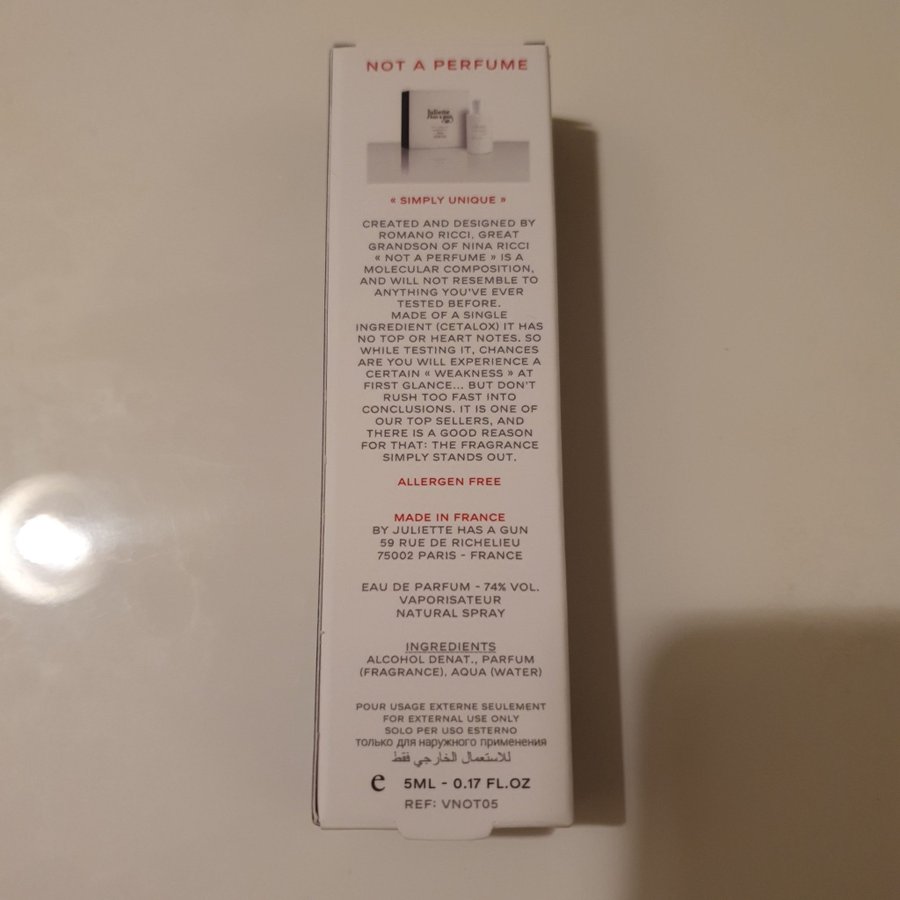 NOT A PERFUME
Juliette
has a gun
« SIMPLY UNIQUE »
CREATED AND DESIGNED BY
ROMANO RICCI, GREAT
GRANDSON OF NINA RICCI
« NOT A PERFUME » IS A
MOLECULAR COMPOSITION,
AND WILL NOT RESEMBLE TO
ANYTHING YOU'VE EVER
TESTED BEFORE.
MADE OF A SINGLE
INGREDIENT (CETALOX) IT HAS
NO TOP OR HEART NOTES. SO
WHILE TESTING IT, CHANCES
ARE YOU WILL EXPERIENCE A
CERTAIN « WEAKNESS » AT
FIRST GLANCE... BUT DON'T
RUSH TOO FAST INTO
CONCLUSIONS. IT IS ONE OF
OUR TOP SELLERS, AND
THERE IS A GOOD REASON
FOR THAT: THE FRAGRANCE
SIMPLY STANDS OUT.
ALLERGEN FREE
MADE IN FRANCE
BY JULIETTE HAS A GUN
59 RUE DE RICHELIEU
75002 PARIS - FRANCE
EAU DE PARFUM - 74% VOL.
VAPORISATEUR
NATURAL SPRAY
INGREDIENTS
ALCOHOL DENAT., PARFUM
(FRAGRANCE), AQUA (WATER)
POUR USAGE EXTERNE SEULEMENT
FOR EXTERNAL USE ONLY
SOLO PER USO ESTERNO
только для наружного применения
للاستعمال الخارجي فقط
e 5ML - 0.17 FL.OZ
REF: VNOT05